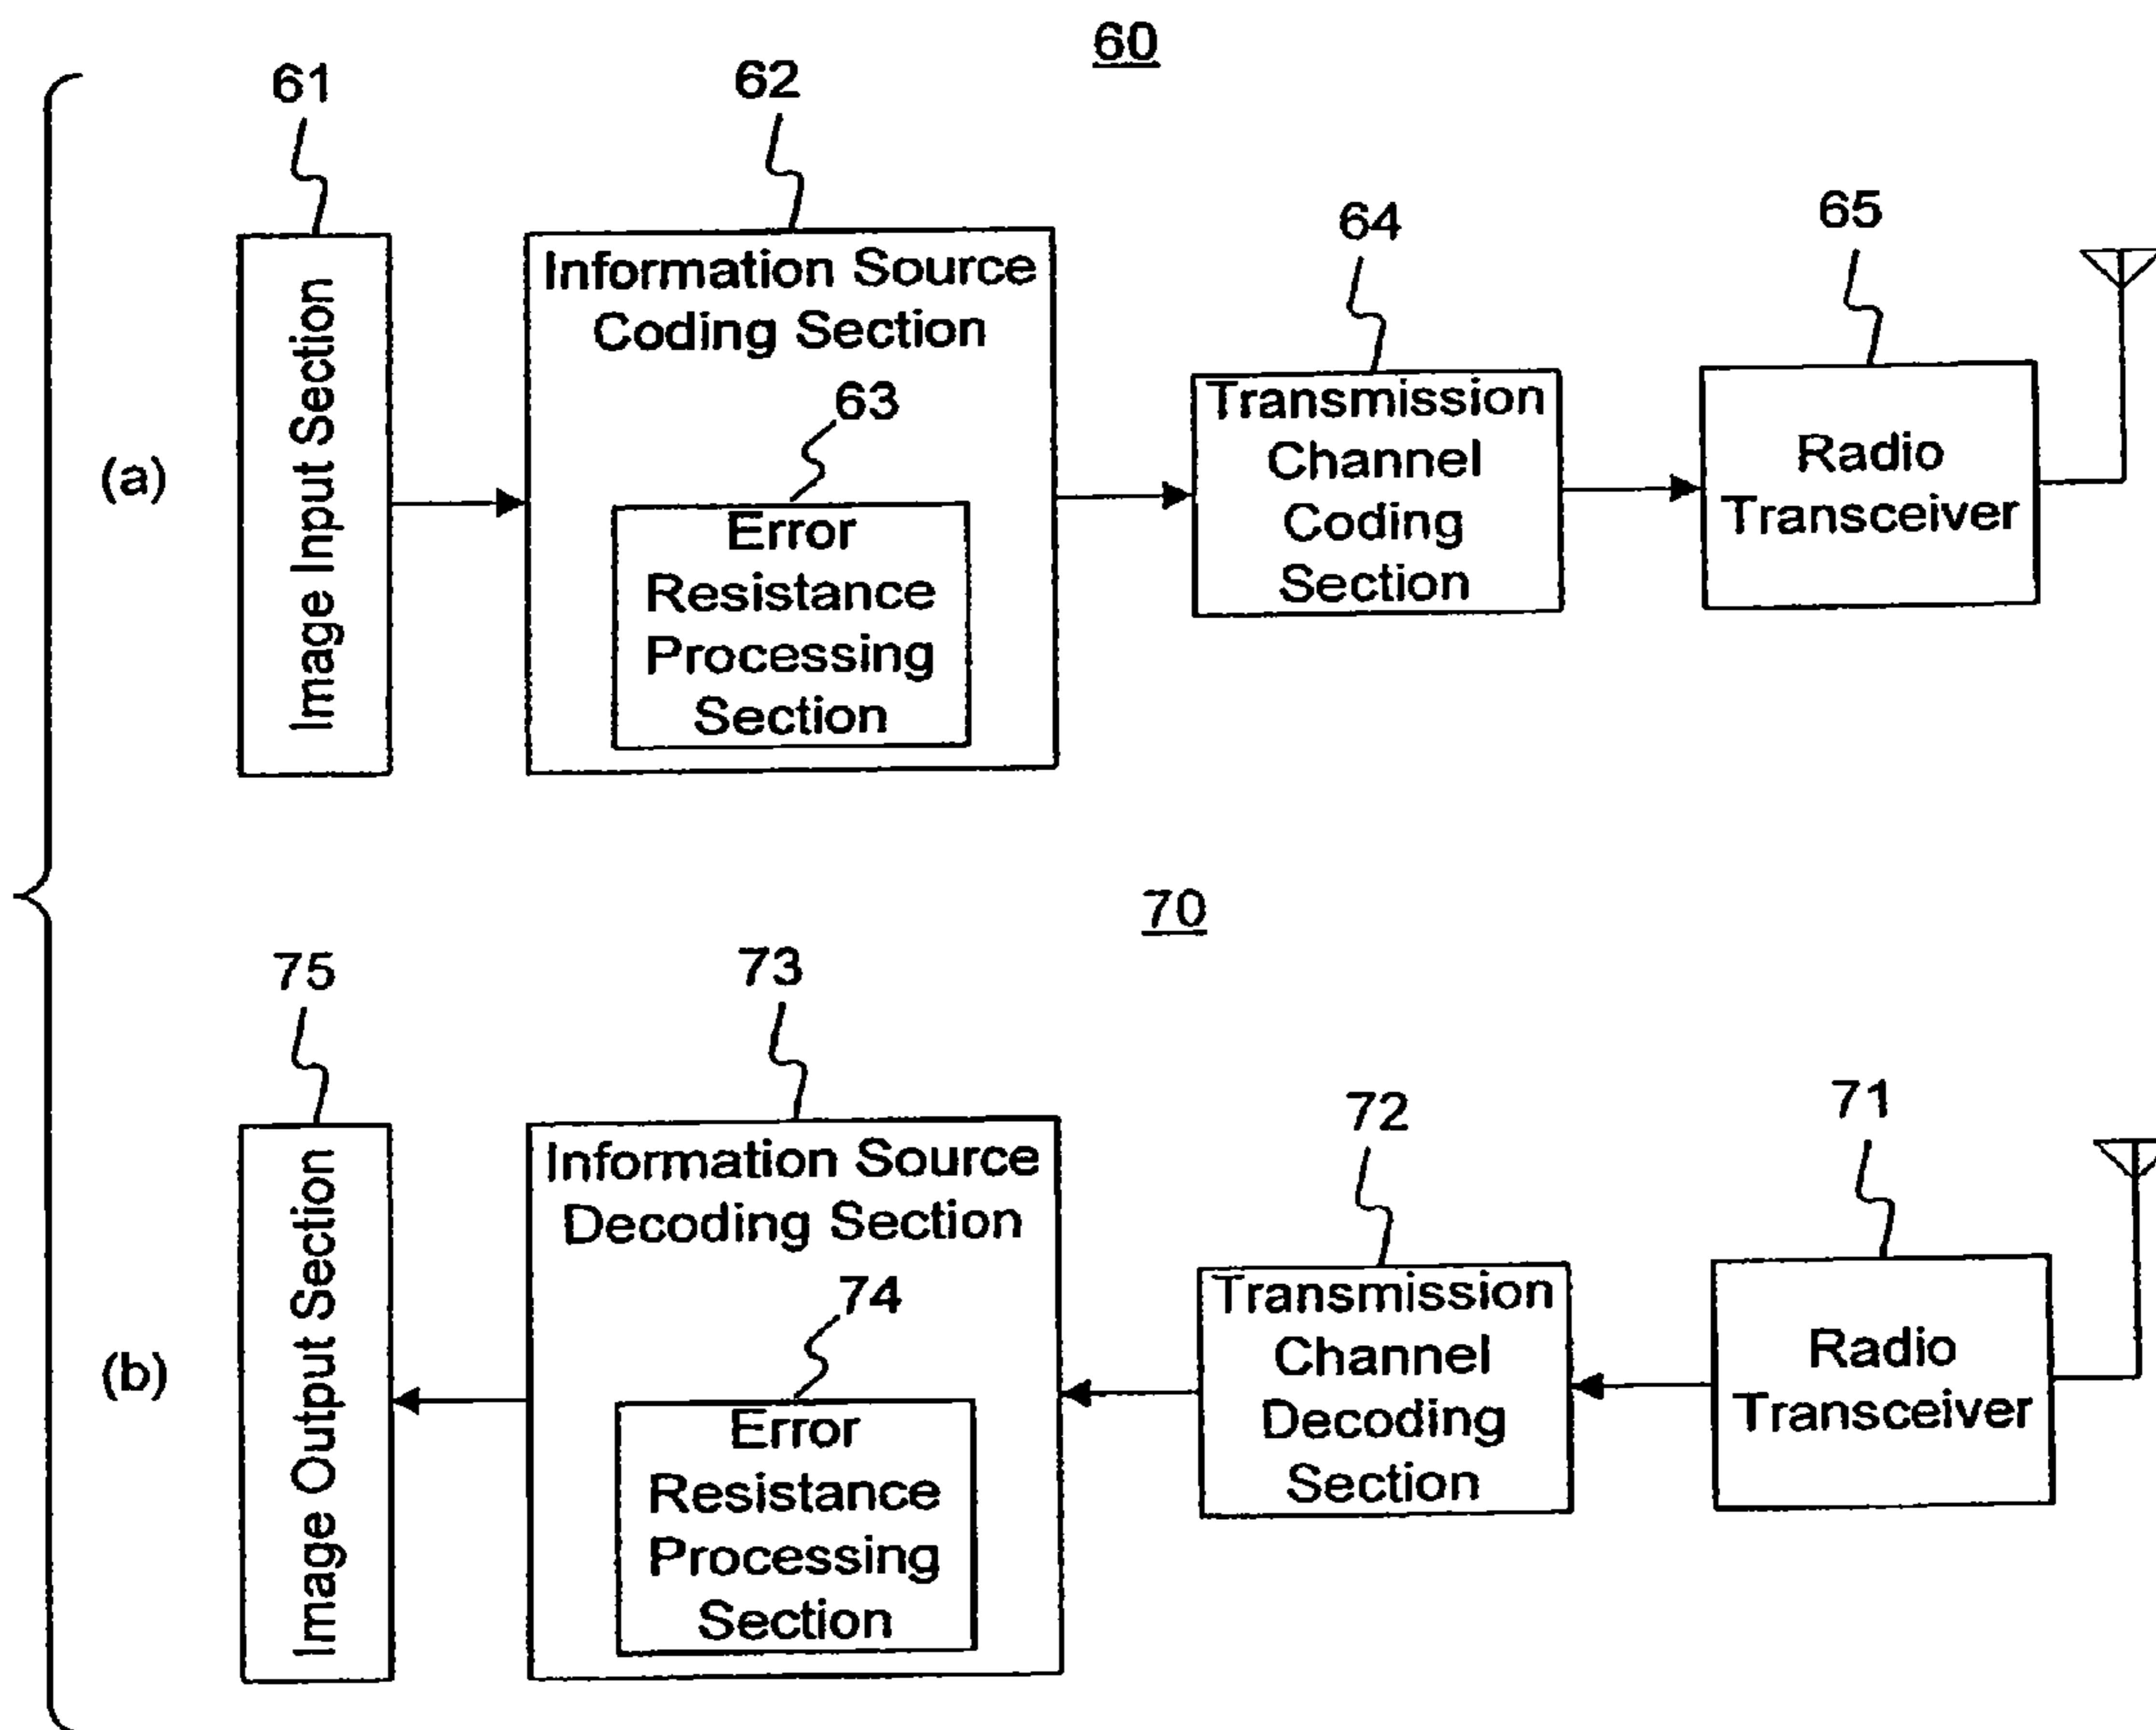 60
61
62
64
65
(a)
Image Input Section
Information Source
Coding Section
63
Error
Resistance
Processing
Section
Transmission
Channel
Coding
Section
Radio
Transceiver
70
75
73
72
71
(b)
Image Output Section
Information Source
Decoding Section
74
Error
Resistance
Processing
Section
Transmission
Channel
Decoding
Section
Radio
Transceiver